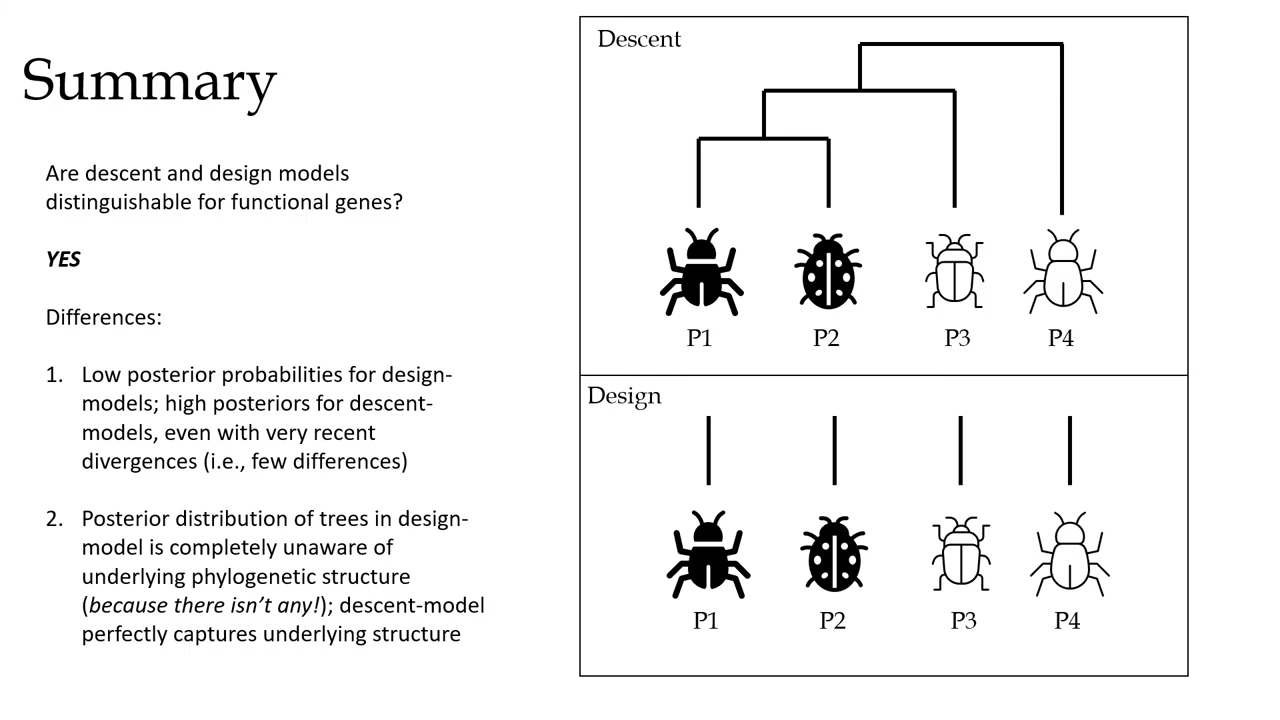 Summary
Are descent and design models
distinguishable for functional genes?
YES
Differences:
1. Low posterior probabilities for design-
models; high posteriors for descent-
models, even with very recent
divergences (i.e., few differences)
2. Posterior distribution of trees in design-
model is completely unaware of
underlying phylogenetic structure
(because there isn’t any!); descent-model
perfectly captures underlying structure
Descent
P1 P2 P3 P4
Design
P1 P2 P3 P4